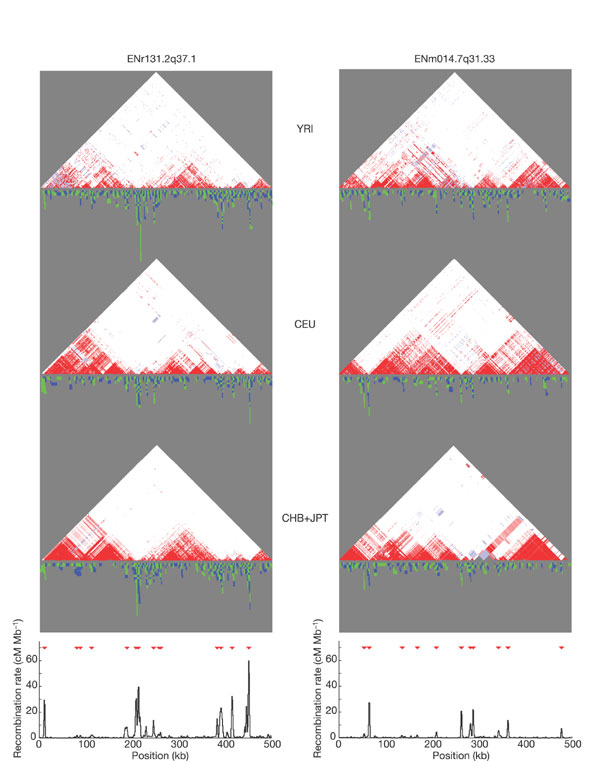 ENr131.2q37.1
ENm014.7q31.33
YRI
CEU
CHB+JPT
Recombination rate (cM Mb⁻¹)
60
40
20
0
0 100 200 300 400 500
Position (kb)
Recombination rate (cM Mb⁻¹)
60
40
20
0
0 100 200 300 400 500
Position (kb)